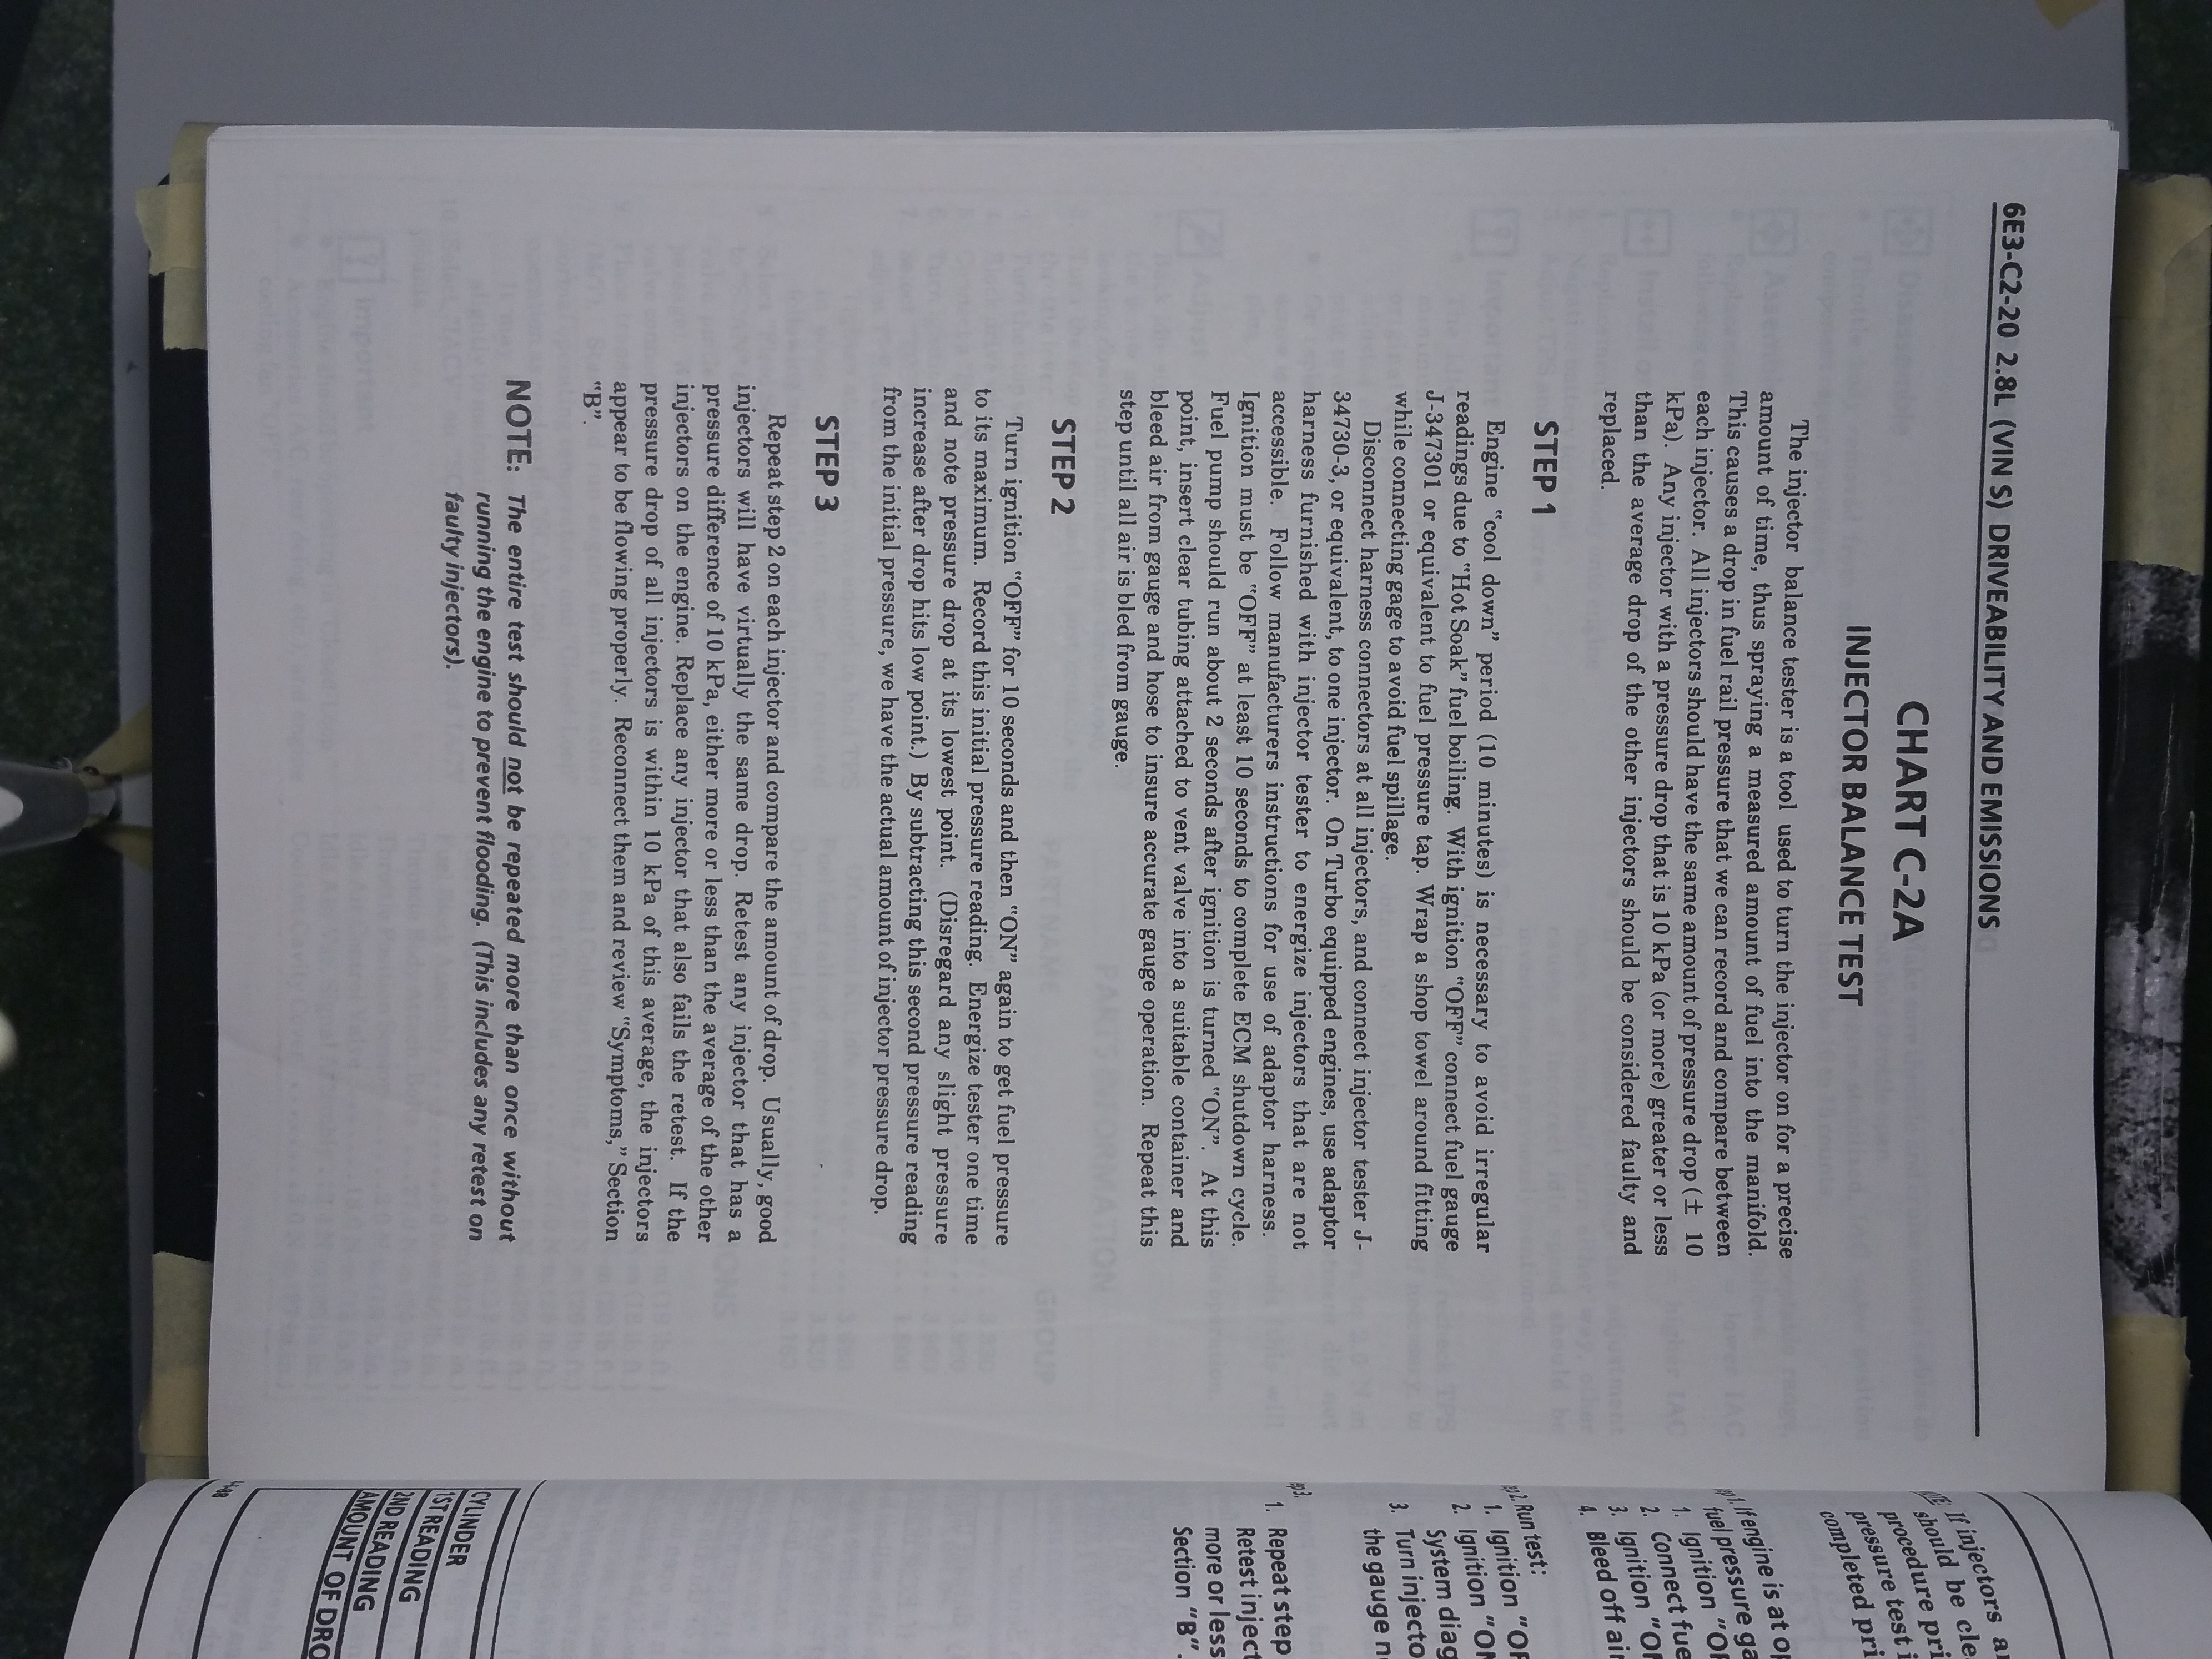 6E3-C2-20 2.8L (VIN S) DRIVEABILITY AND EMISSIONS
CHART C-2A
INJECTOR BALANCE TEST
The injector balance tester is a tool used to turn the injector on for a precise
amount of time, thus spraying a measured amount of fuel into the manifold.
This causes a drop in fuel rail pressure that we can record and compare between
each injector. All injectors should have the same amount of pressure drop (± 10
kPa). Any injector with a pressure drop that is 10 kPa (or more) greater or less
than the average drop of the other injectors should be considered faulty and
replaced.
STEP 1
Engine "cool down" period (10 minutes) is necessary to avoid irregular
readings due to "Hot Soak" fuel boiling. With ignition "OFF" connect fuel gauge
J-347301 or equivalent to fuel pressure tap. Wrap a shop towel around fitting
while connecting gage to avoid fuel spillage.
Disconnect harness connectors at all injectors, and connect injector tester J-
34730-3, or equivalent, to one injector. On Turbo equipped engines, use adaptor
harness furnished with injector tester to energize injectors that are not
accessible. Follow manufacturers instructions for use of adaptor harness.
Ignition must be "OFF" at least 10 seconds to complete ECM shutdown cycle.
Fuel pump should run about 2 seconds after ignition is turned "ON". At this
point, insert clear tubing attached to vent valve into a suitable container and
bleed air from gauge and hose to insure accurate gauge operation. Repeat this
step until all air is bled from gauge.
STEP 2
Turn ignition "OFF" for 10 seconds and then "ON" again to get fuel pressure
to its maximum. Record this initial pressure reading. Energize tester one time
and note pressure drop at its lowest point. (Disregard any slight pressure
increase after drop hits low point.) By subtracting this second pressure reading
from the initial pressure, we have the actual amount of injector pressure drop.
STEP 3
Repeat step 2 on each injector and compare the amount of drop. Usually, good
injectors will have virtually the same drop. Retest any injector that has a
pressure difference of 10 kPa, either more or less than the average of the other
injectors on the engine. Replace any injector that also fails the retest. If the
pressure drop of all injectors is within 10 kPa of this average, the injectors
appear to be flowing properly. Reconnect them and review "Symptoms," Section
"B".
NOTE: The entire test should not be repeated more than once without
running the engine to prevent flooding. (This includes any retest on
faulty injectors).
If injectors
should be cle
procedure pri
pressure test i
completed pri
1. If engine is at
fuel pressure ga
1. Ignition
2. Connect fue
3. Ignition
4. Bleed off air
2. Run test:
1. Ignition
2. Ignition
System diag
3. Turn injecto
the gauge
3.
1. Repeat step
Retest inject
more or less
Section "B".
CYLINDER
1ST READING
2ND READING
AMOUNT OF DRO